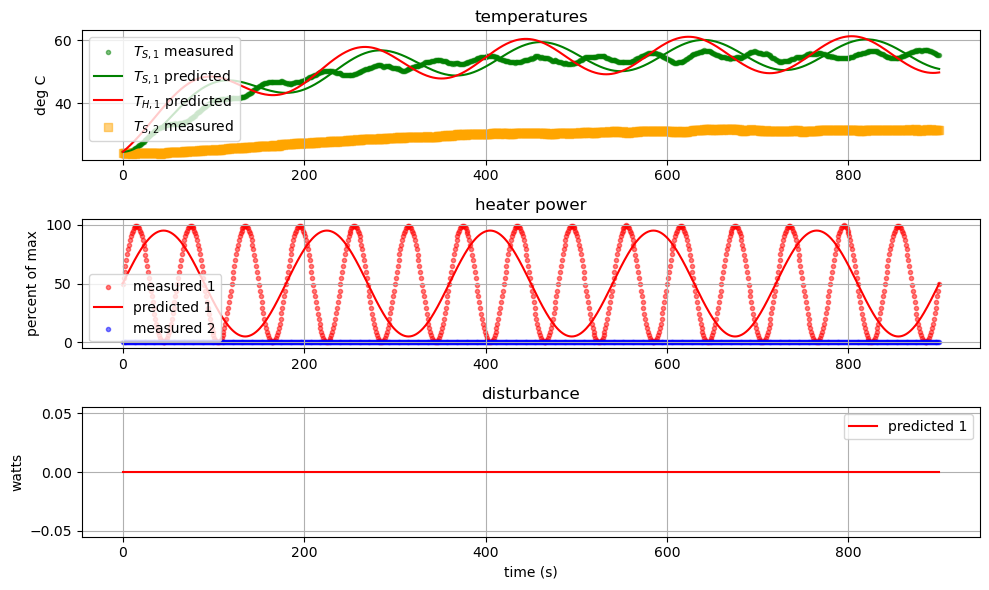 temperatures
60
40
deg C
T_{S,1} measured
T_{S,1} predicted
T_{H,1} predicted
T_{S,2} measured
0 200 400 600 800
heater power
100
50
0
percent of max
measured 1
predicted 1
measured 2
0 200 400 600 800
disturbance
0.05
0.00
−0.05
watts
predicted 1
0 200 400 600 800
time (s)